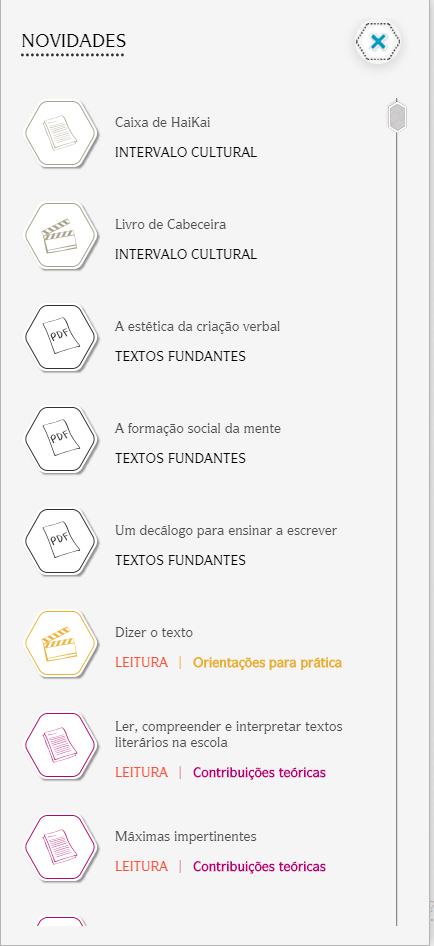 NOVIDADES
Caixa de HaiKai
INTERVALO CULTURAL
Livro de Cabeceira
INTERVALO CULTURAL
PDF
A estética da criação verbal
TEXTOS FUNDANTES
PDF
A formação social da mente
TEXTOS FUNDANTES
PDF
Um decálogo para ensinar a escrever
TEXTOS FUNDANTES
Dizer o texto
LEITURA | Orientações para prática
Ler, compreender e interpretar textos
literários na escola
LEITURA | Contribuições teóricas
Máximas impertinentes
LEITURA | Contribuições teóricas